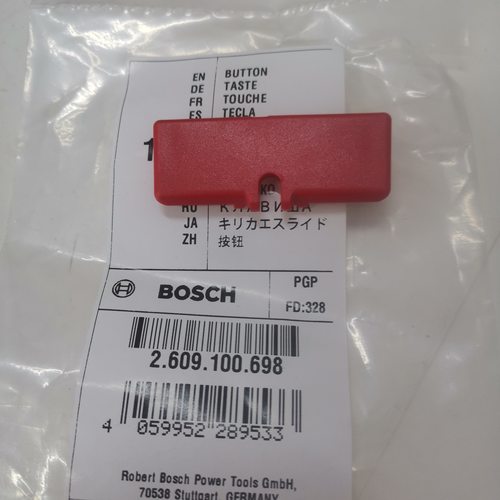 EN BUTTON
DE TASTE
FR TOUCHE
ES TECLA
1
KO
RU КЛАВИША
JA キリカエスライド
ZH 按钮
BOSCH
PGP
FD:328
2.609.100.698
4 059952 289533
Robert Bosch Power Tools GmbH,
70538 Stuttgart, GERMANY